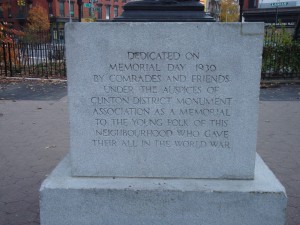 DEDICATED ON
MEMORIAL DAY 1930
BY COMRADES AND FRIENDS
UNDER THE AUSPICES OF
CLINTON DISTRICT MONUMENT
ASSOCIATION AS A MEMORIAL
TO THE YOUNG FOLK OF THIS
NEIGHBOURHOOD WHO GAVE
THEIR ALL IN THE WORLD WAR